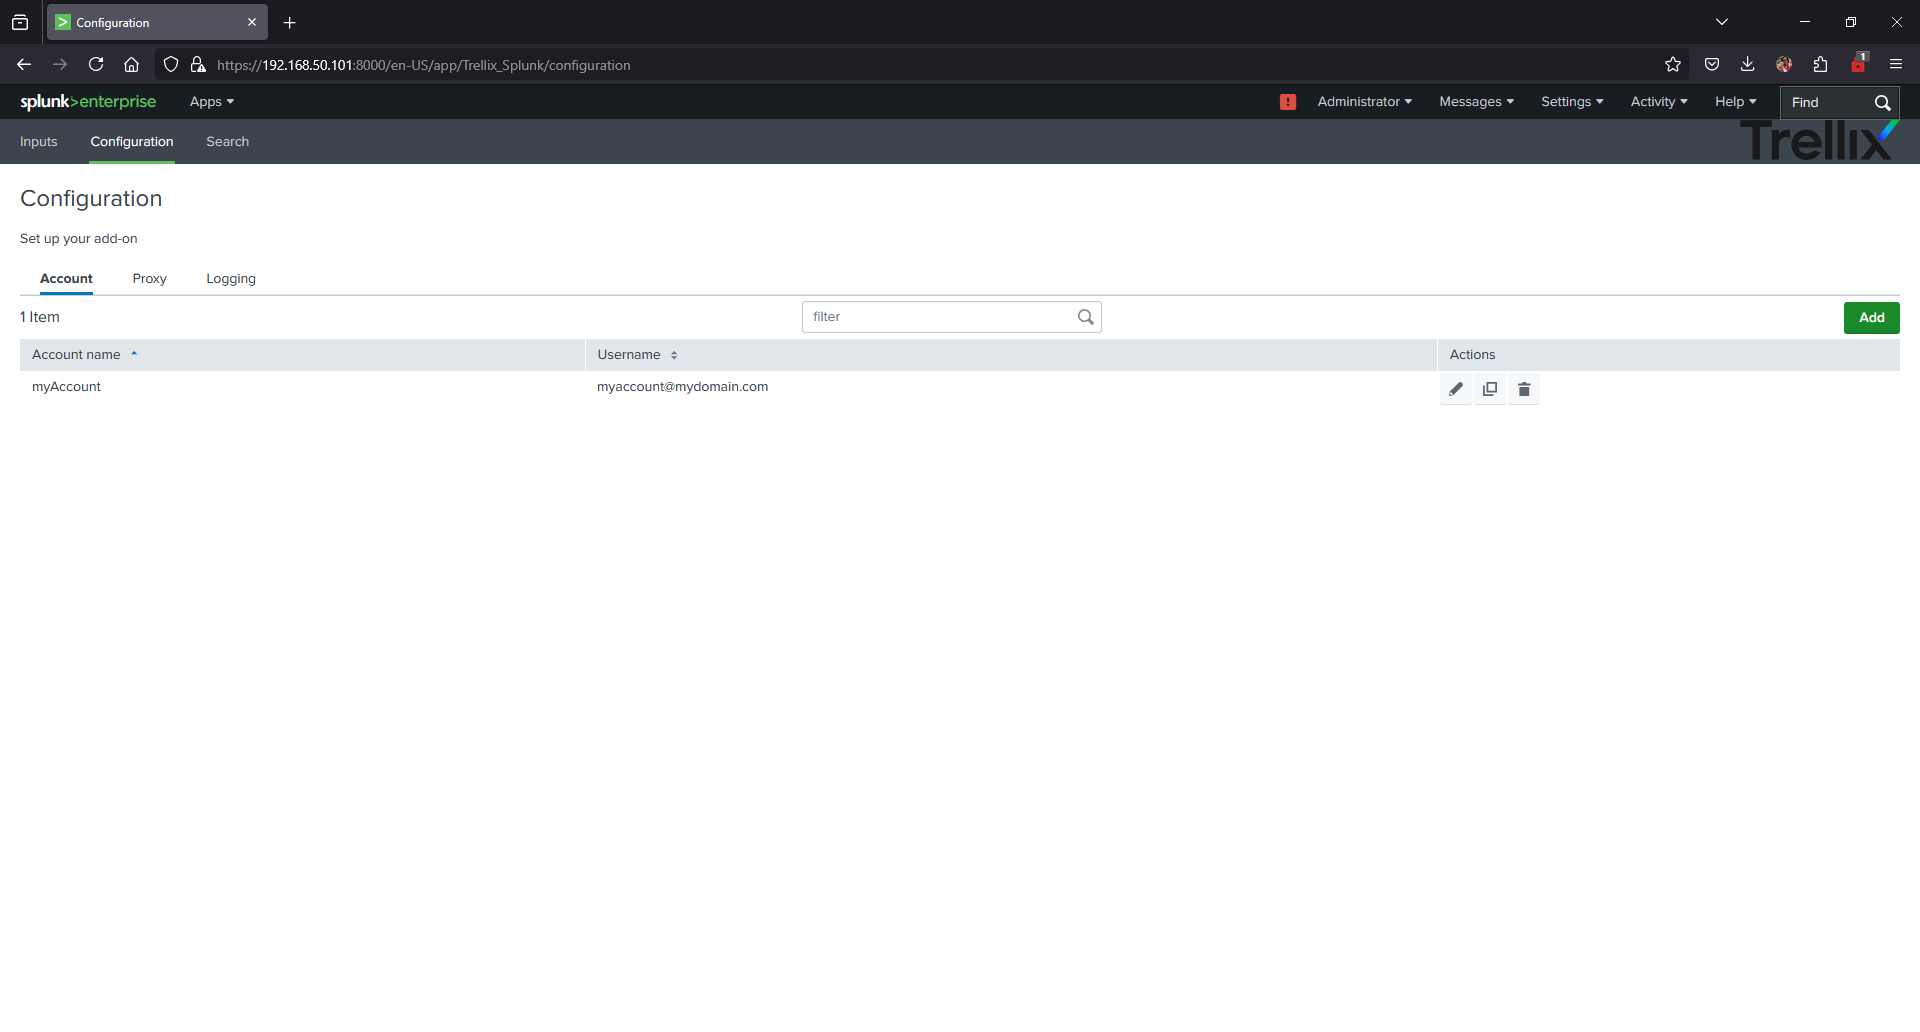 Configuration
https://192.168.50.101:8000/en-US/app/Trellix_Splunk/configuration
1
splunk>enterprise Apps Administrator Messages Settings Activity Help Find
Inputs Configuration Search Trellix
Configuration
Set up your add-on
Account Proxy Logging
1 Item filter Add
Account name Username Actions
myAccount myaccount@mydomain.com